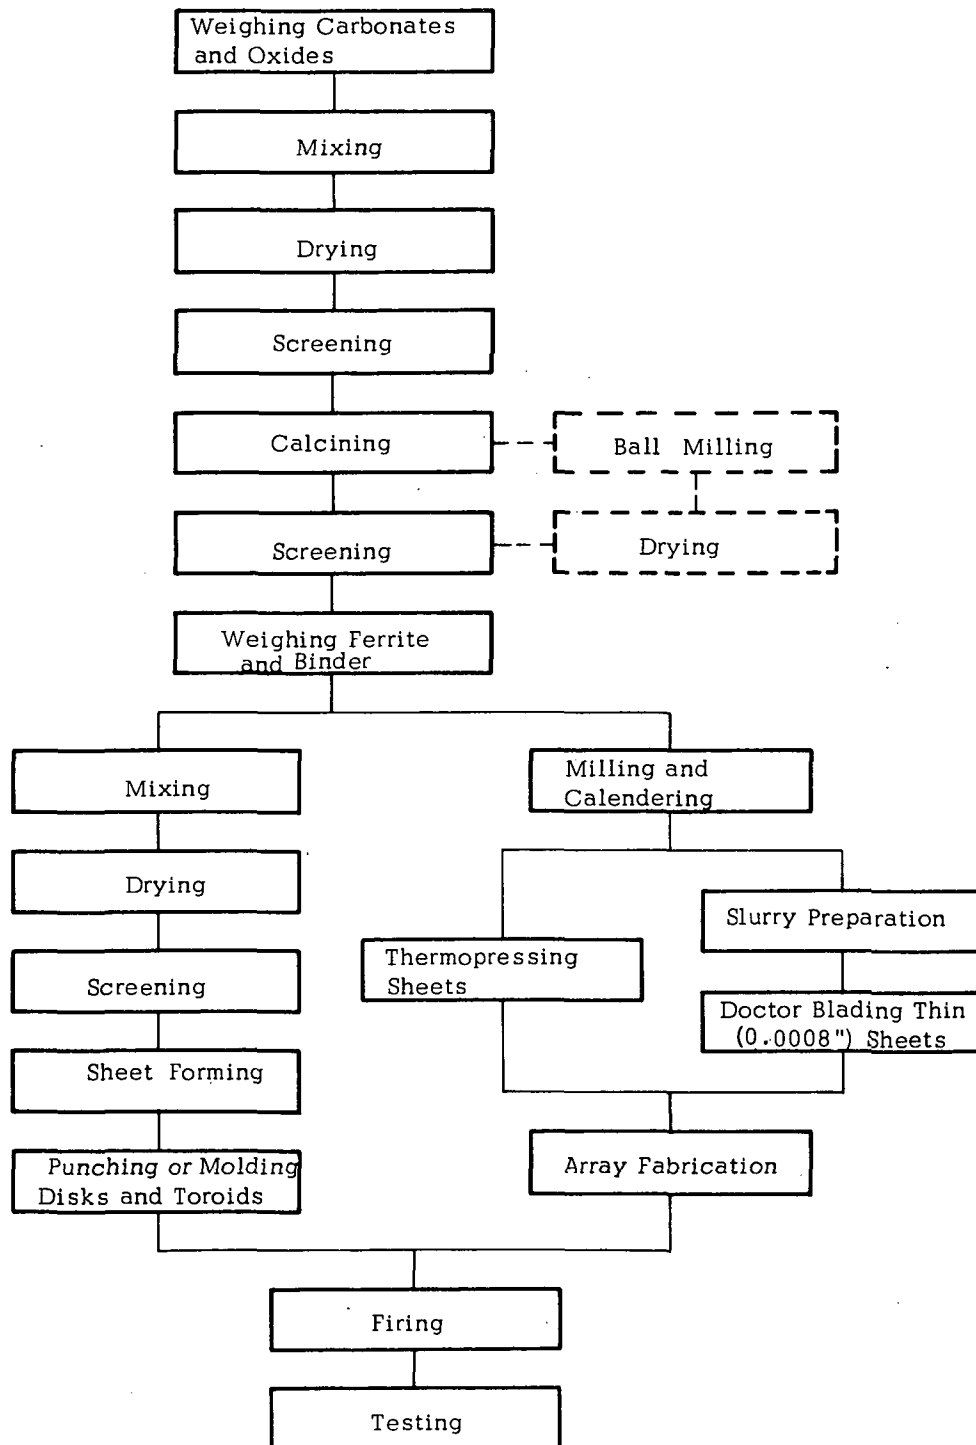 Weighing Carbonates
and Oxides
Mixing
Drying
Screening
Calcining
Ball Milling
Screening
Drying
Weighing Ferrite
and Binder
Mixing
Drying
Screening
Sheet Forming
Punching or Molding
Disks and Toroids
Milling and
Calendering
Thermopressing
Sheets
Slurry Preparation
Doctor Blading Thin
(0.0008") Sheets
Array Fabrication
Firing
Testing